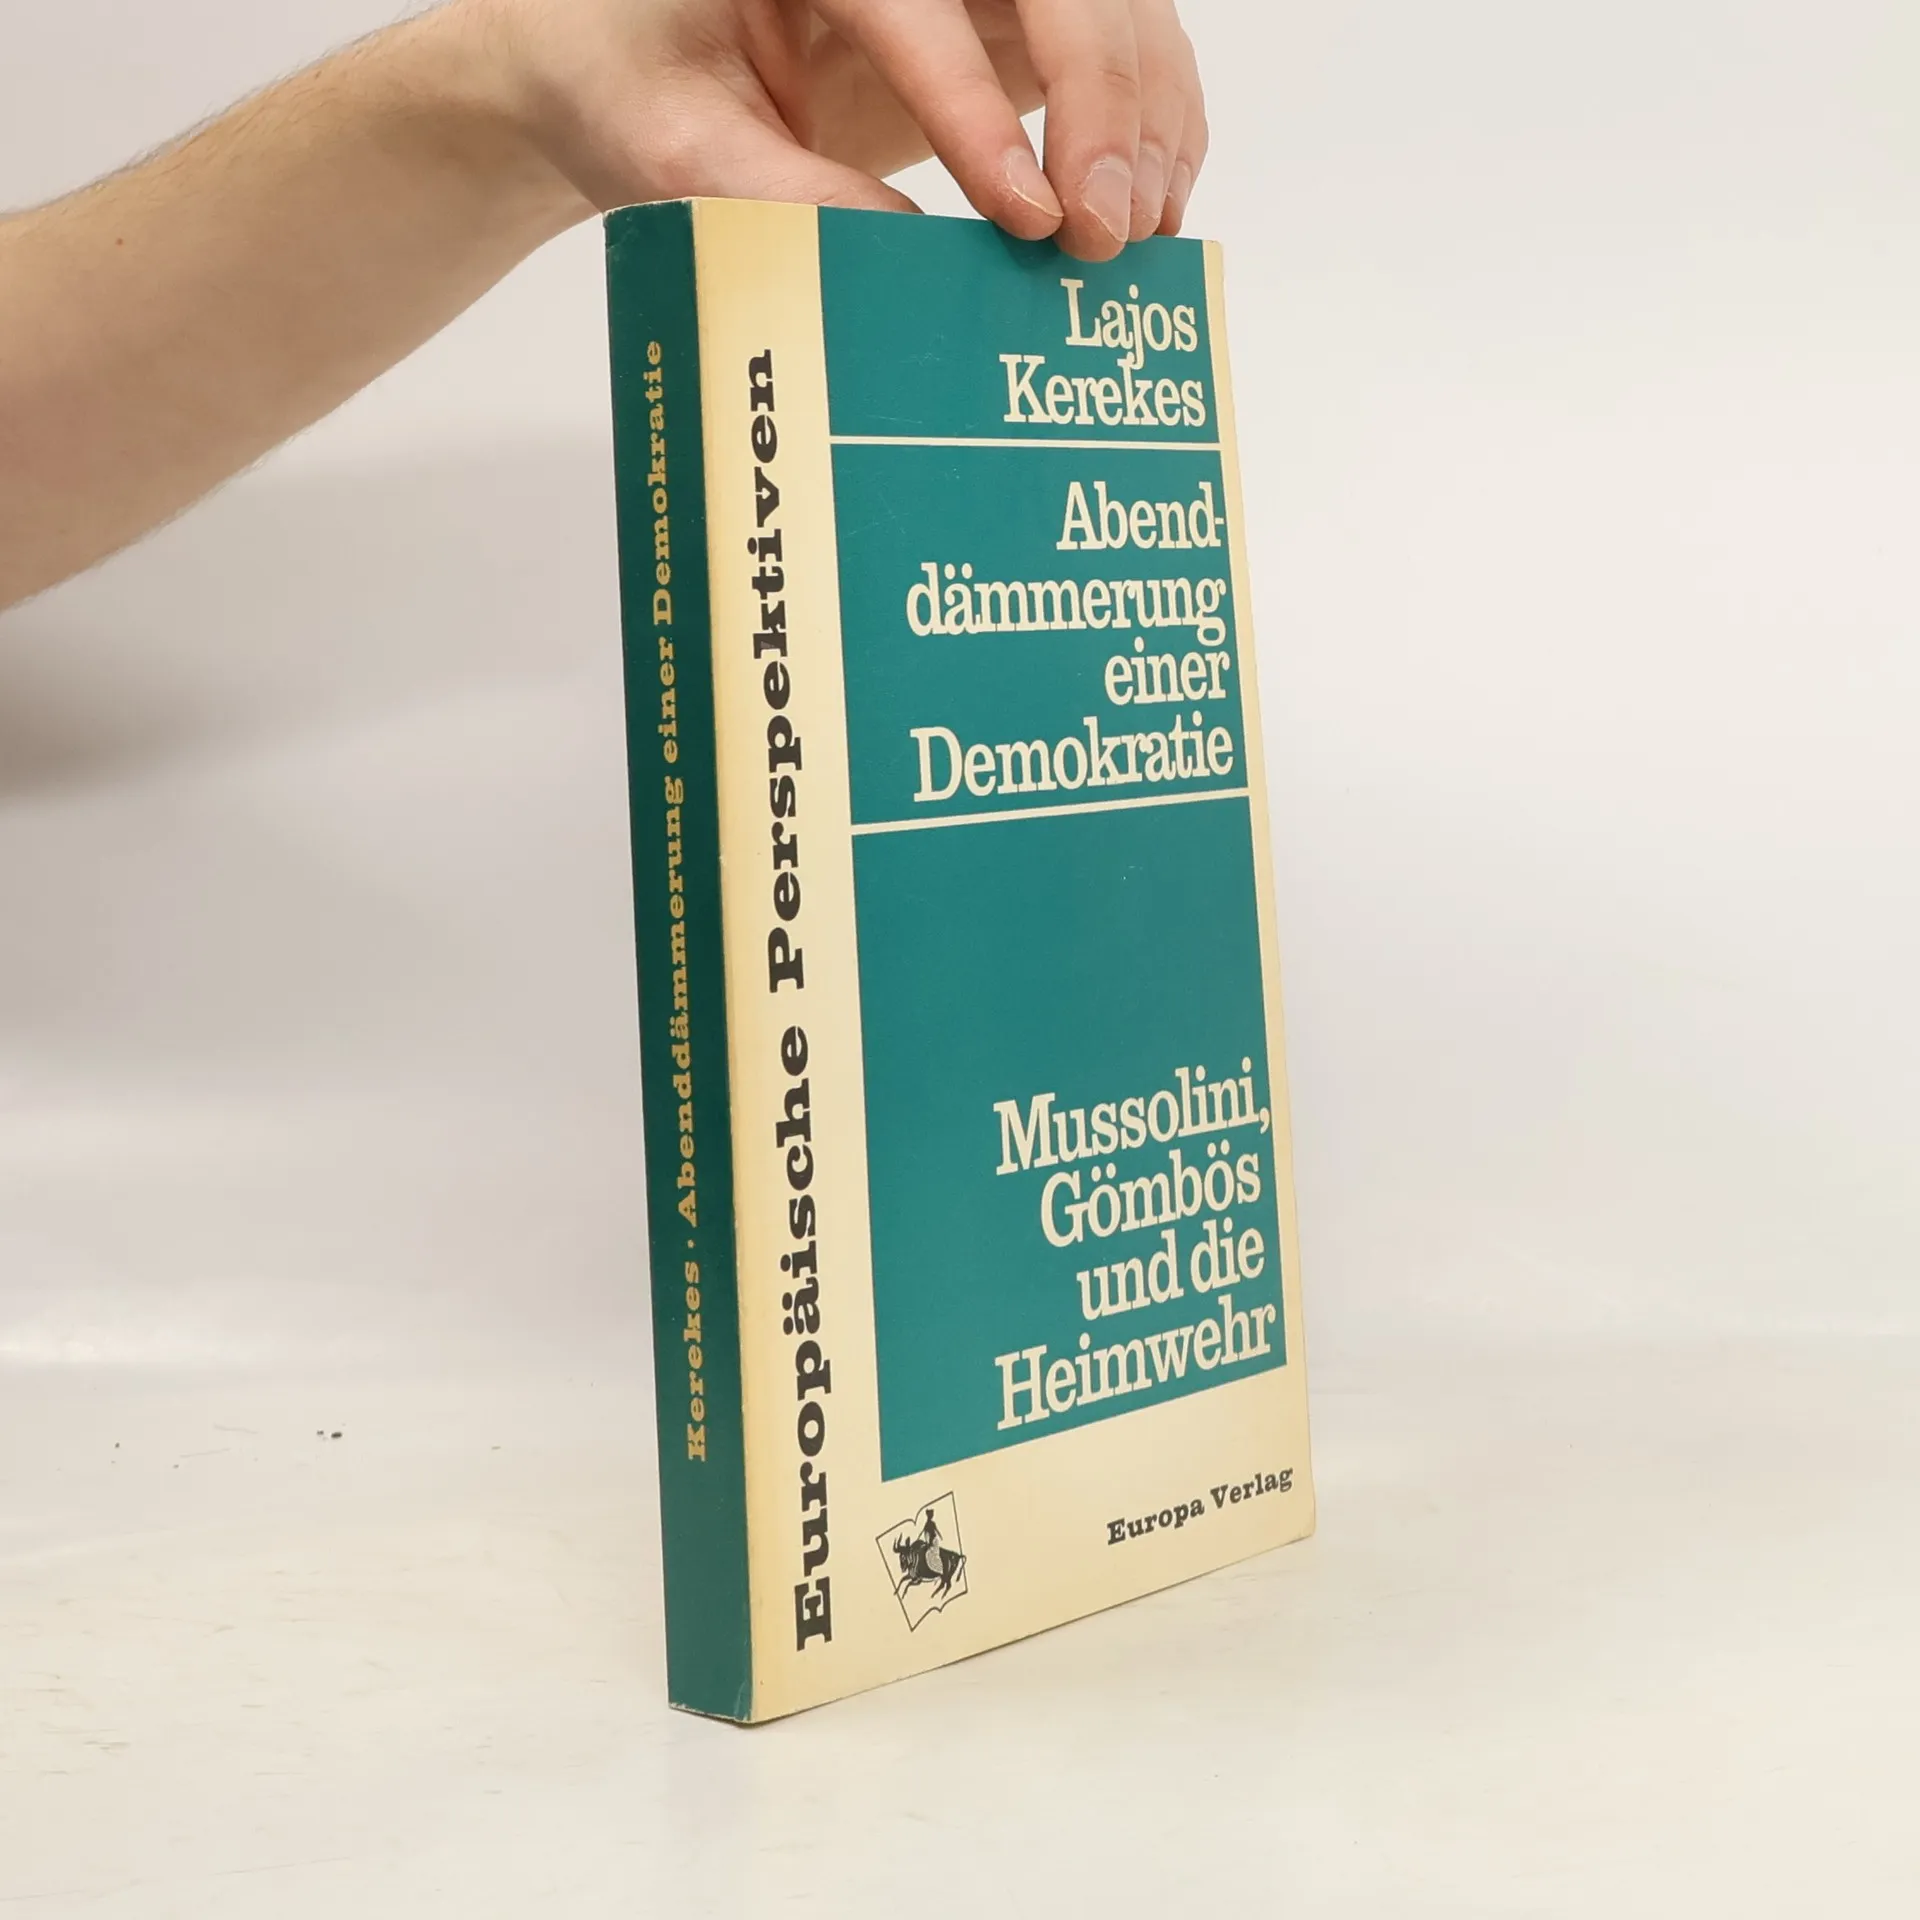 Kerekes · Abenddämmerung einer Demokratie
Europäische Perspektiven
Lajos
Kerekes
Abend-
dämmerung
einer
Demokratie
Mussolini,
Gömbös
und die
Heimwehr
Europa Verlag